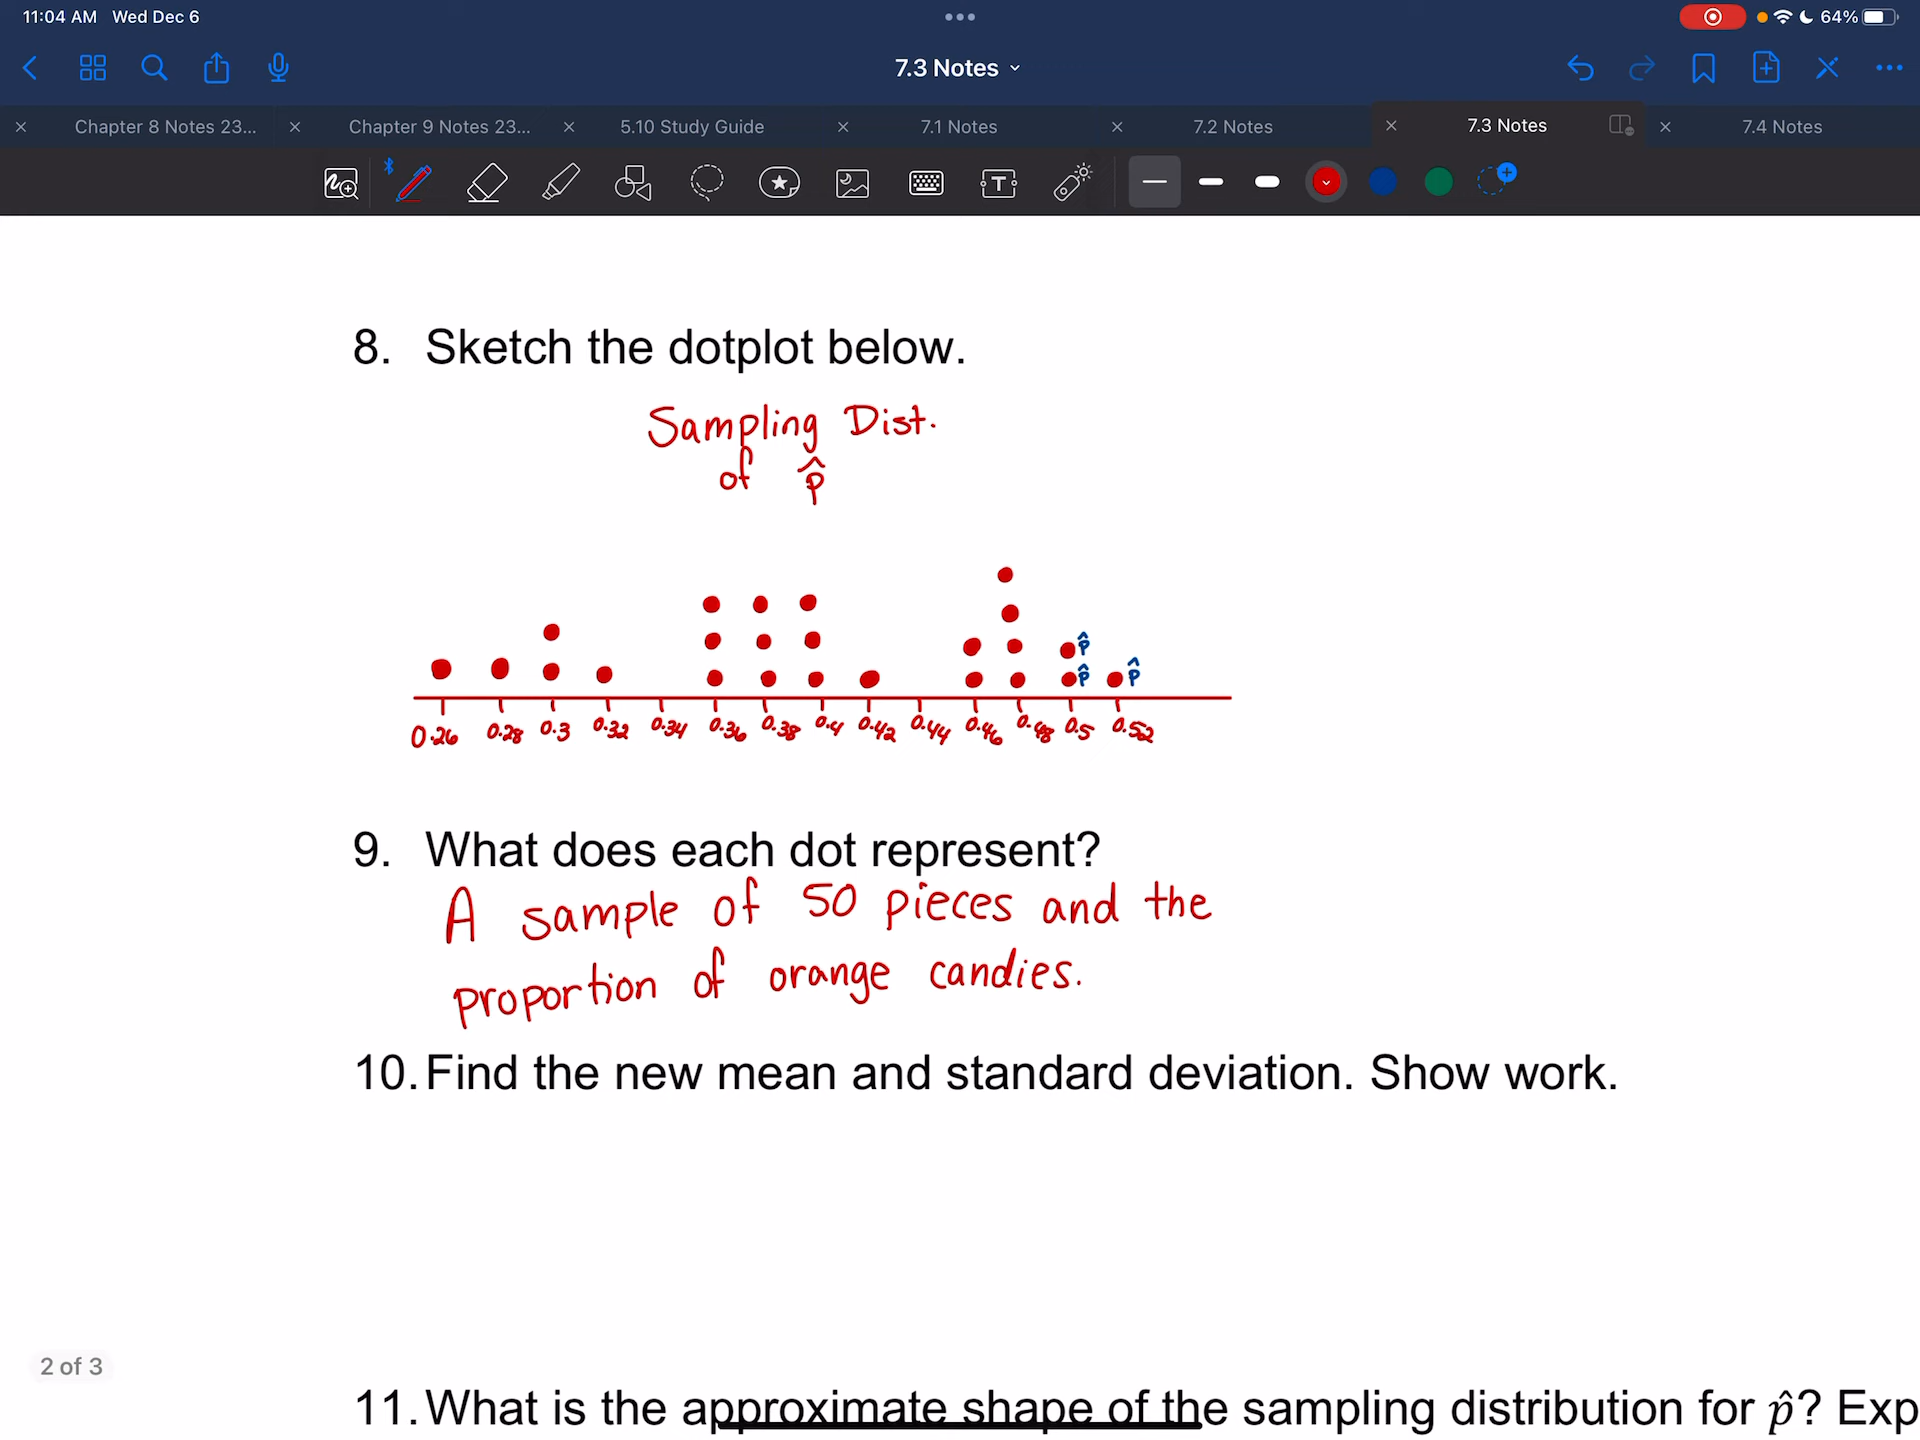 11:04 AM Wed Dec 6
64%
7.3 Notes
Chapter 8 Notes 23...
Chapter 9 Notes 23...
5.10 Study Guide
7.1 Notes
7.2 Notes
7.3 Notes
7.4 Notes
8. Sketch the dotplot below.
Sampling Dist.
of p̂
p̂
p̂ p̂
0.26 0.28 0.3 0.32 0.34 0.36 0.38 0.4 0.42 0.44 0.46 0.48 0.5 0.52
9. What does each dot represent?
A sample of 50 pieces and the
proportion of orange candies.
10. Find the new mean and standard deviation. Show work.
2 of 3
11. What is the approximate shape of the sampling distribution for p̂? Exp